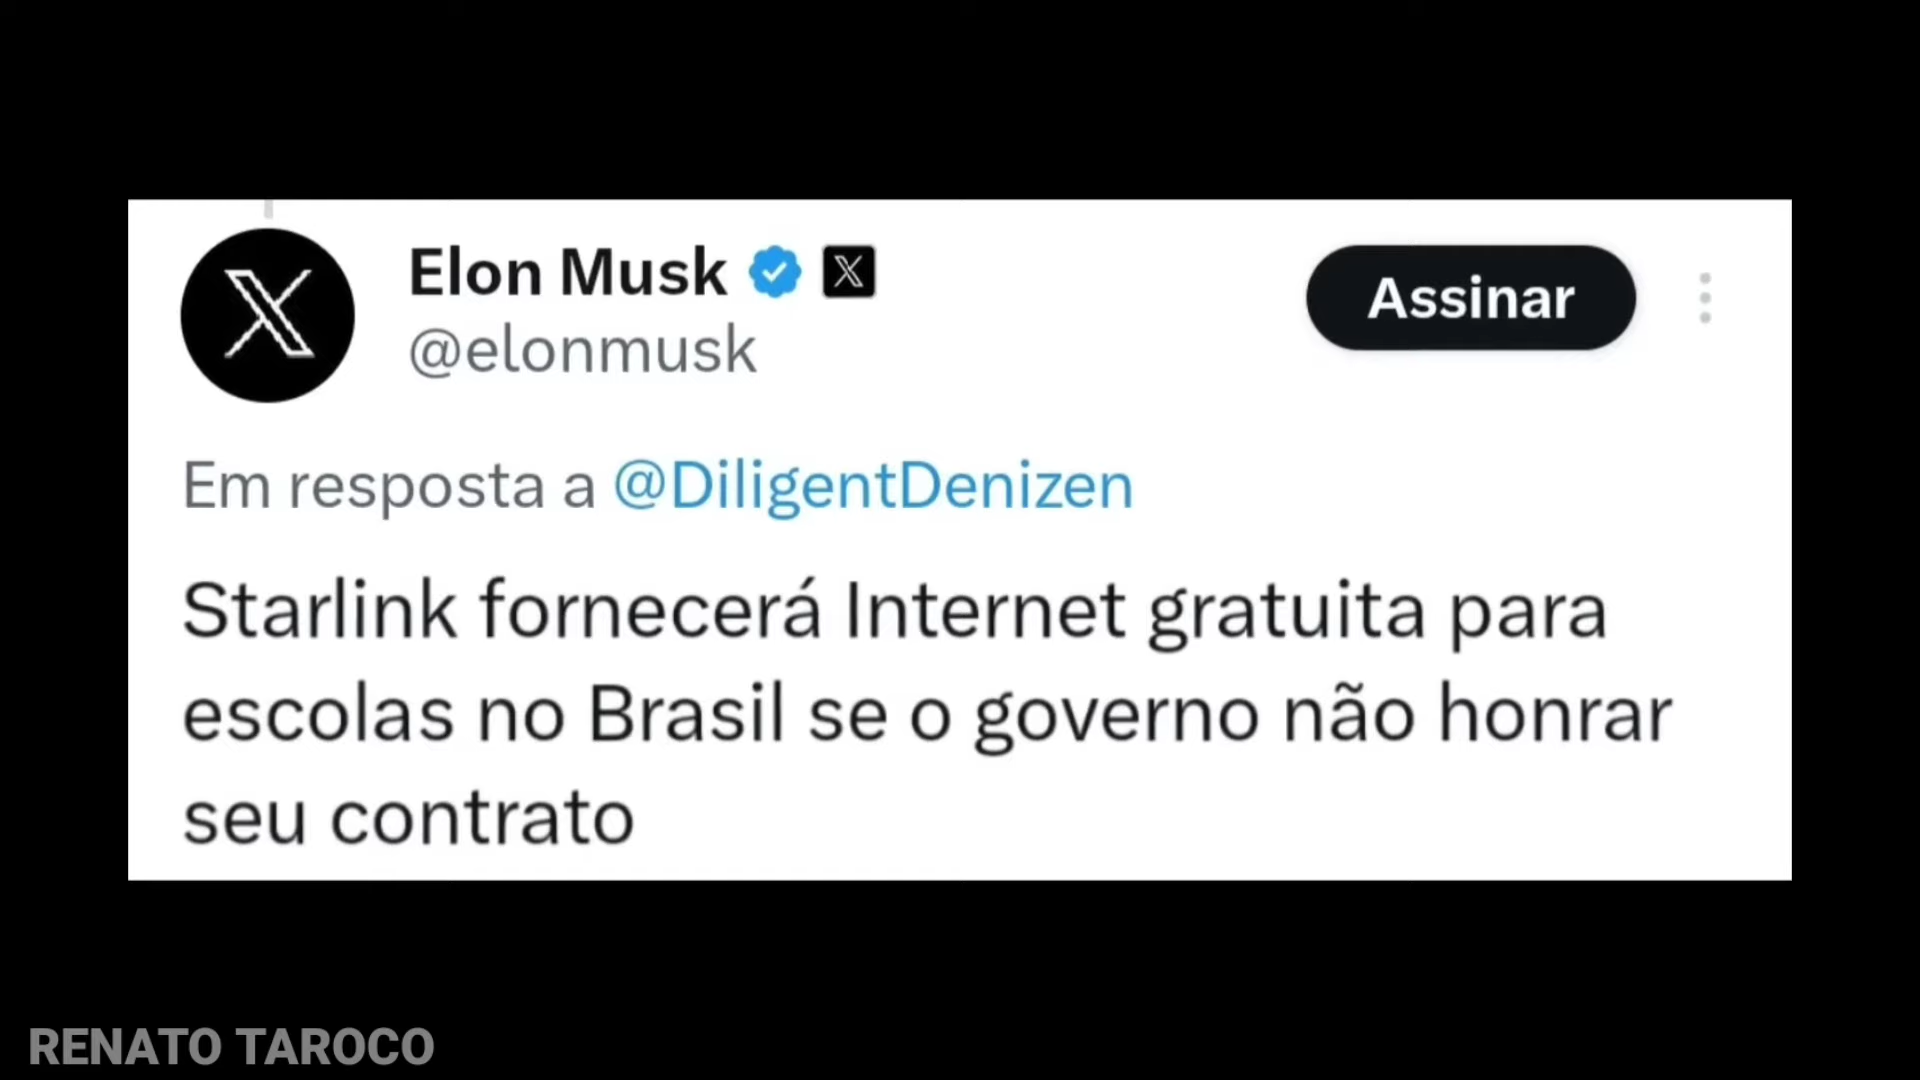 Elon Musk
@elonmusk
Assinar
Em resposta a @DiligentDenizen
Starlink fornecerá Internet gratuita para
escolas no Brasil se o governo não honrar
seu contrato
RENATO TAROCO